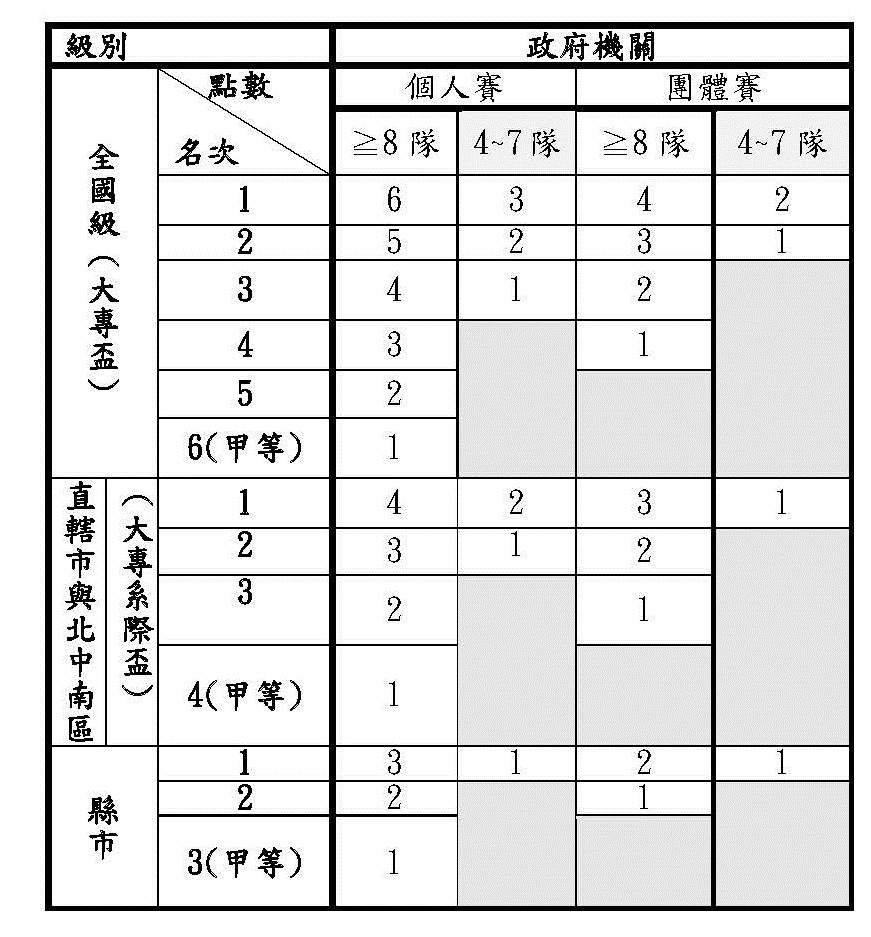 級別 政府機關
點數 個人賽 團體賽
名次 ≧8 隊 4~7 隊 ≧8 隊 4~7 隊
全國級(大專盃)
1 6 3 4 2
2 5 2 3 1
3 4 1 2
4 3 1
5 2
6(甲等) 1
直轄市與北中南區
(大專系際盃)
1 4 2 3 1
2 3 1 2
3 2 1
4(甲等) 1
縣市
1 3 1 2 1
2 2 1
3(甲等) 1